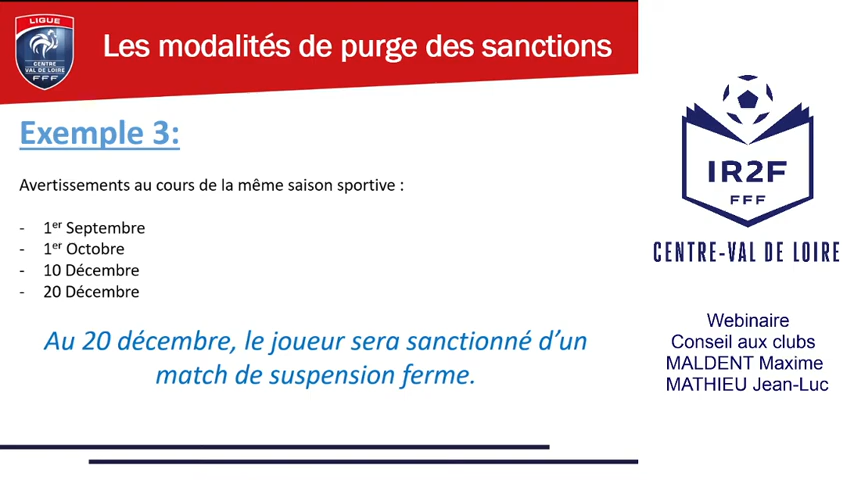 LIGUE
CENTRE
VAL DE LOIRE
FFF
Les modalités de purge des sanctions
Exemple 3:
Avertissements au cours de la même saison sportive :
- 1er Septembre
- 1er Octobre
- 10 Décembre
- 20 Décembre
Au 20 décembre, le joueur sera sanctionné d’un
match de suspension ferme.
IR2F
FFF
CENTRE-VAL DE LOIRE
Webinaire
Conseil aux clubs
MALDENT Maxime
MATHIEU Jean-Luc